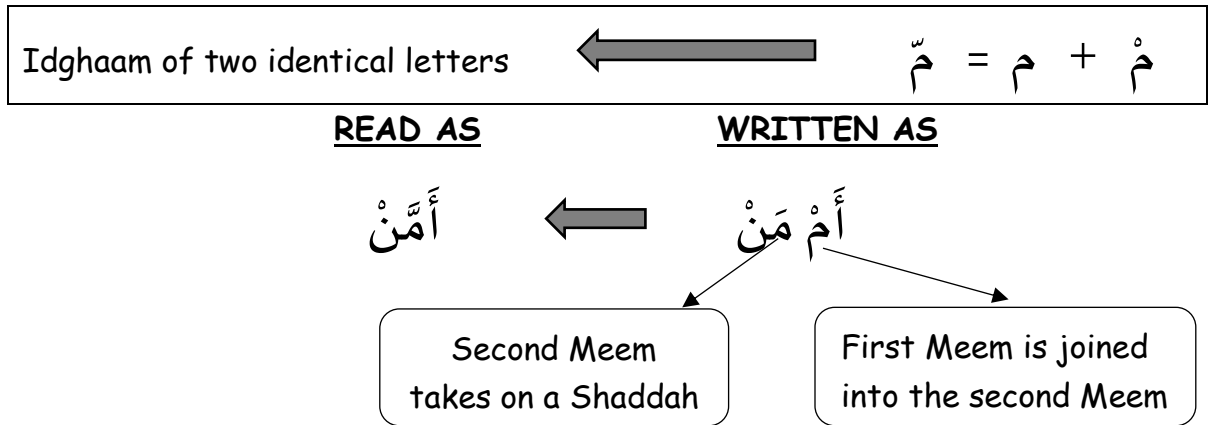 Idghaam of two identical letters مْ + م = مّ
READ AS WRITTEN AS
أَمَّنْ أَمْ مَنْ
Second Meem
takes on a Shaddah
First Meem is joined
into the second Meem